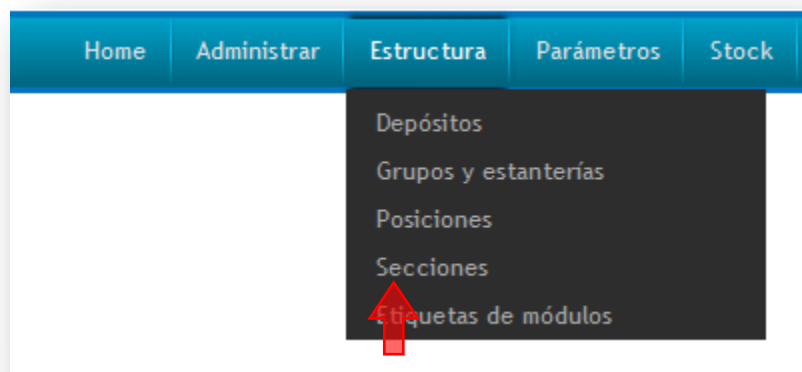 Home Administrar Estructura Parámetros Stock
Depósitos
Grupos y estanterías
Posiciones
Secciones
Etiquetas de módulos